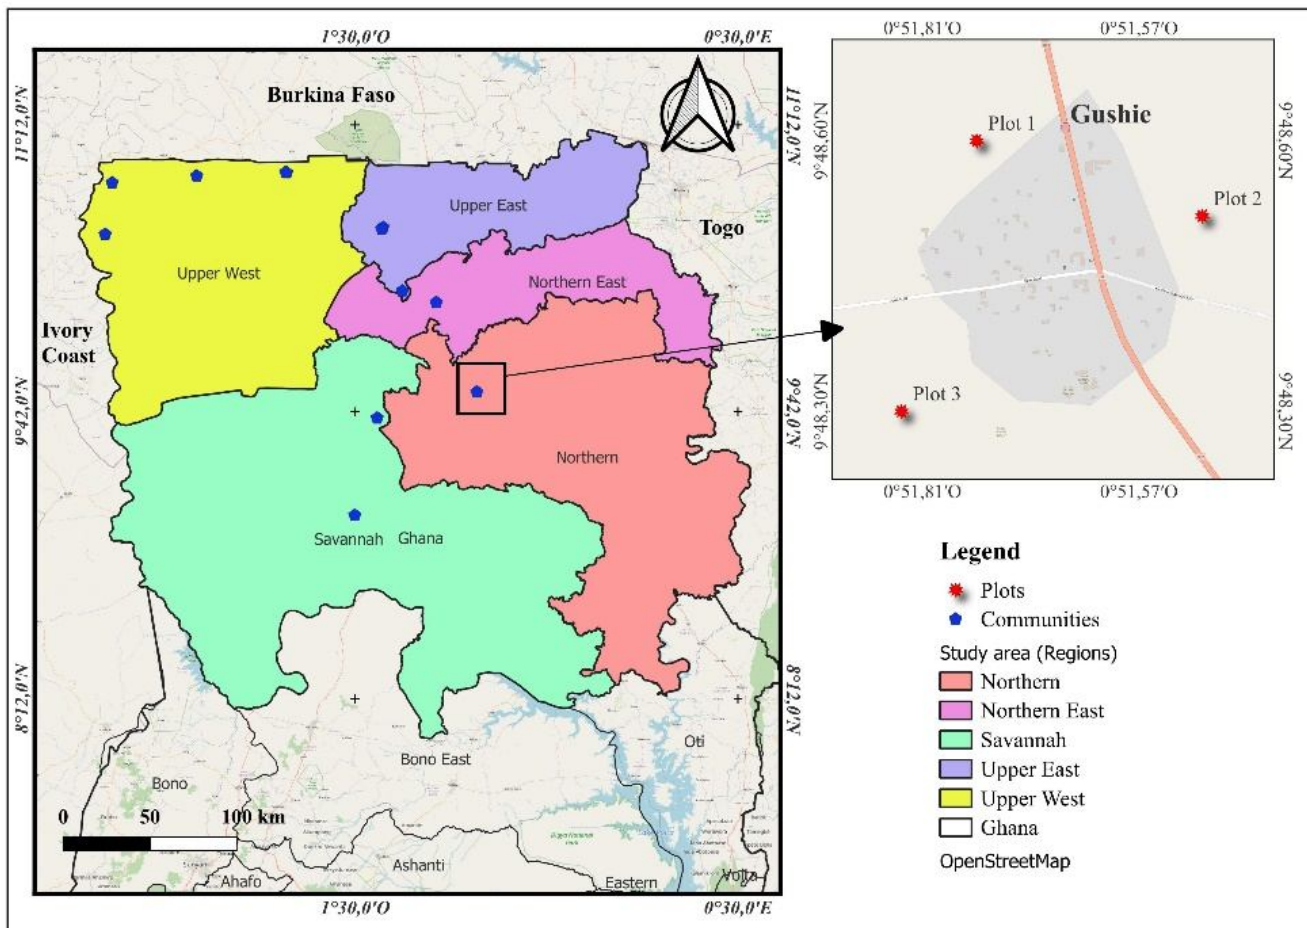 1°30,0'O
0°30,0'E
11°12,0'N
9°42,0'N
8°12,0'N
Burkina Faso
Togo
Ivory
Coast
Upper East
Upper West
Northern East
Northern
Savannah
Ghana
Bono East
Oti
Bono
Ashanti
Ahafo
Eastern
Volta
0
50
100 km
11°12,0'N
9°42,0'N
8°12,0'N
1°30,0'O
0°30,0'E
0°51,81'O
0°51,57'O
9°48,60'N
9°48,30'N
Gushie
Plot 1
Plot 2
Plot 3
9°48,60'N
9°48,30'N
0°51,81'O
0°51,57'O
Legend
Plots
Communities
Study area (Regions)
Northern
Northern East
Savannah
Upper East
Upper West
Ghana
OpenStreetMap